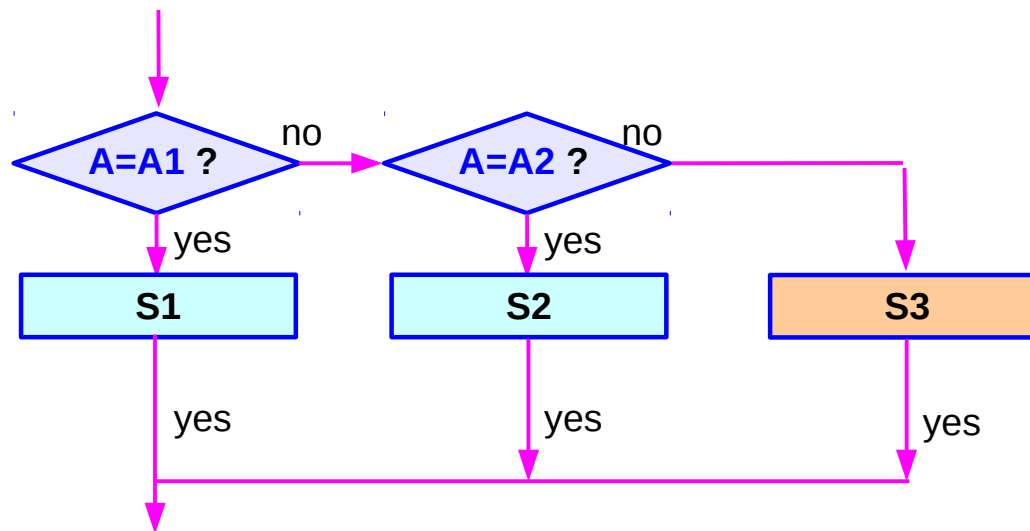 no
no
A=A1 ?
A=A2 ?
yes
yes
S1
S2
S3
yes
yes
yes